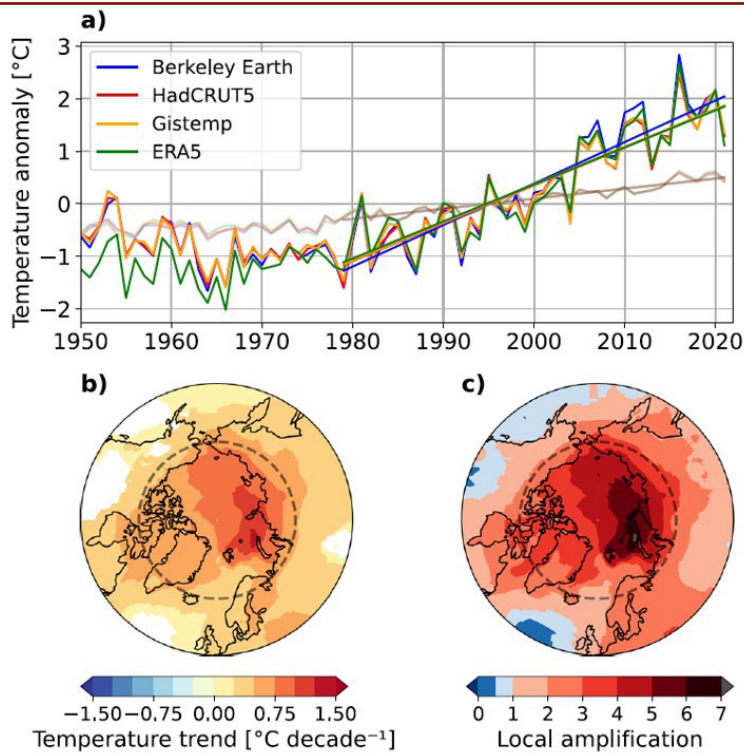 a)
Temperature anomaly [°C]
3
2
1
0
−1
−2
Berkeley Earth
HadCRUT5
Gistemp
ERA5
1950 1960 1970 1980 1990 2000 2010 2020
b)
c)
−1.50 −0.75 0.00 0.75 1.50
Temperature trend [°C decade⁻¹]
0 1 2 3 4 5 6 7
Local amplification